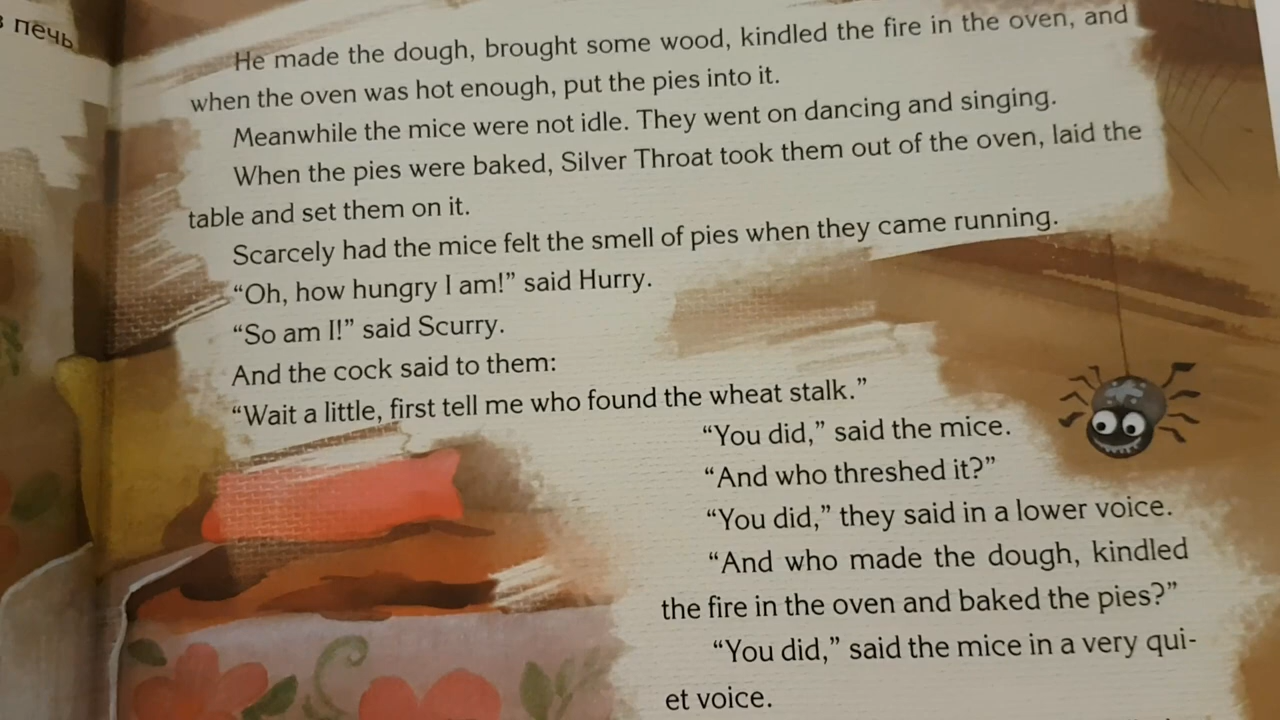 в печь
He made the dough, brought some wood, kindled the fire in the oven, and
when the oven was hot enough, put the pies into it.
Meanwhile the mice were not idle. They went on dancing and singing.
When the pies were baked, Silver Throat took them out of the oven, laid the
table and set them on it.
Scarcely had the mice felt the smell of pies when they came running.
“Oh, how hungry I am!” said Hurry.
“So am I!” said Scurry.
And the cock said to them:
“Wait a little, first tell me who found the wheat stalk.”
“You did,” said the mice.
“And who threshed it?”
“You did,” they said in a lower voice.
“And who made the dough, kindled
the fire in the oven and baked the pies?”
“You did,” said the mice in a very qui-
et voice.